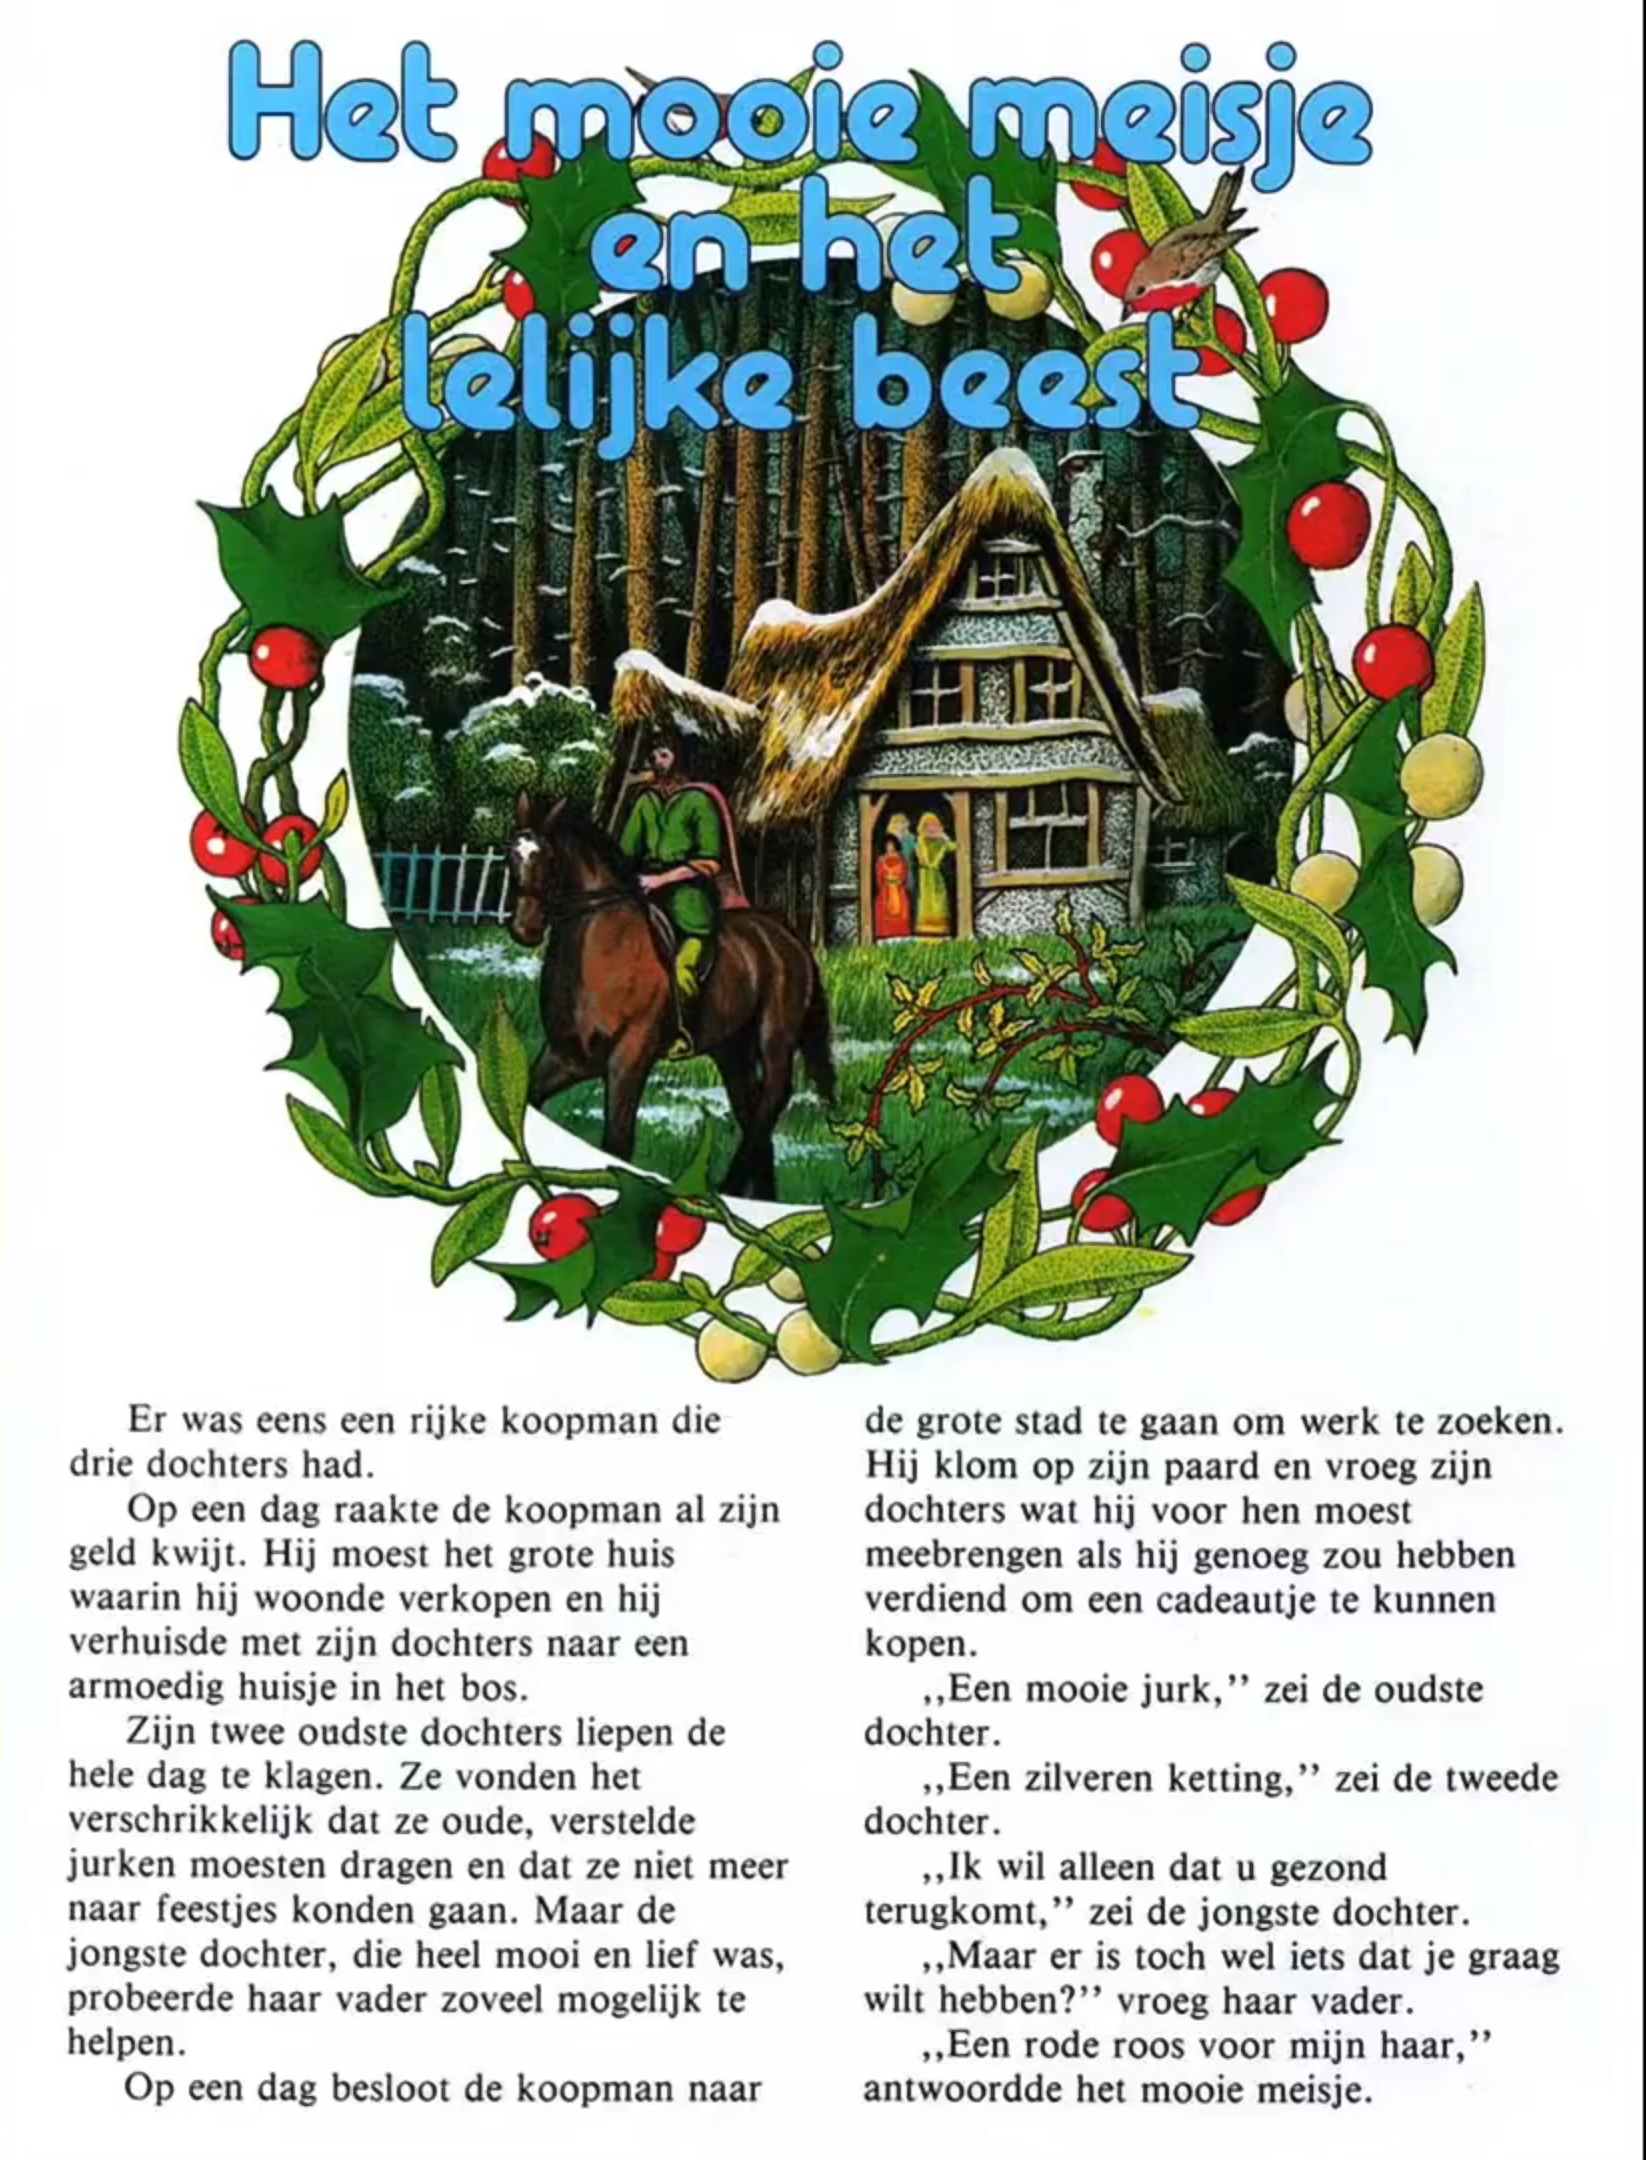 Het mooie meisje
en het
lelijke beest
Er was eens een rijke koopman die
drie dochters had.
Op een dag raakte de koopman al zijn
geld kwijt. Hij moest het grote huis
waarin hij woonde verkopen en hij
verhuisde met zijn dochters naar een
armoedig huisje in het bos.
Zijn twee oudste dochters liepen de
hele dag te klagen. Ze vonden het
verschrikkelijk dat ze oude, verstelde
jurken moesten dragen en dat ze niet meer
naar feestjes konden gaan. Maar de
jongste dochter, die heel mooi en lief was,
probeerde haar vader zoveel mogelijk te
helpen.
Op een dag besloot de koopman naar
de grote stad te gaan om werk te zoeken.
Hij klom op zijn paard en vroeg zijn
dochters wat hij voor hen moest
meebrengen als hij genoeg zou hebben
verdiend om een cadeautje te kunnen
kopen.
,,Een mooie jurk,’’ zei de oudste
dochter.
,,Een zilveren ketting,’’ zei de tweede
dochter.
,,Ik wil alleen dat u gezond
terugkomt,’’ zei de jongste dochter.
,,Maar er is toch wel iets dat je graag
wilt hebben?’’ vroeg haar vader.
,,Een rode roos voor mijn haar,’’
antwoordde het mooie meisje.